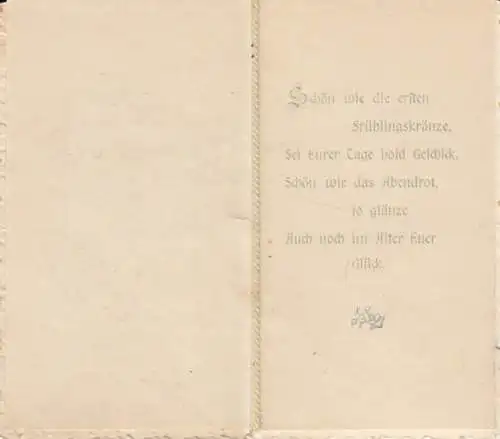 Schön wie die ersten
Frühlingskränze,
Sei Eurer Tage hold Geschick,
Schön wie das Abendrot,
so glänze
Auch noch im Alter Euer
Glück.